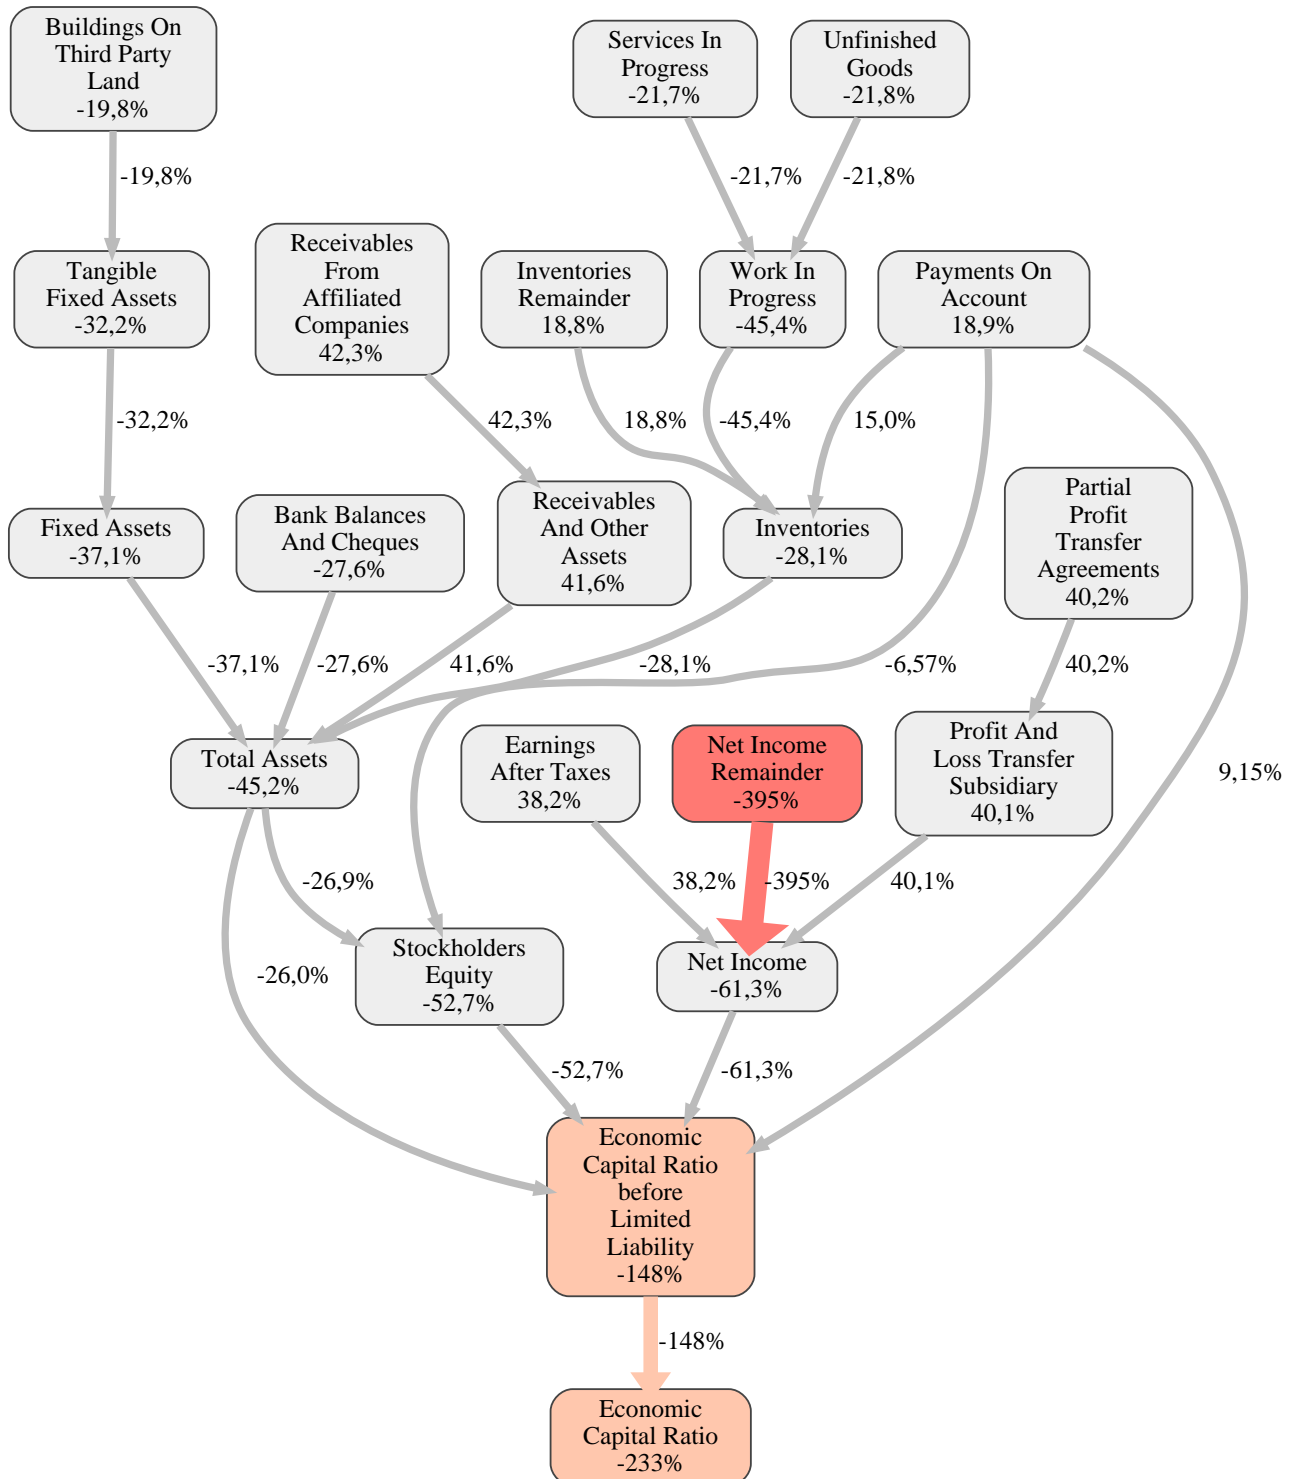 Buildings On
Third Party
Land
-19,8%
Services In
Progress
-21,7%
Unfinished
Goods
-21,8%
-19,8%
-21,7%
-21,8%
Tangible
Fixed Assets
-32,2%
Receivables
From
Affiliated
Companies
42,3%
Inventories
Remainder
18,8%
Work In
Progress
-45,4%
Payments On
Account
18,9%
-32,2%
42,3%
18,8%
-45,4%
15,0%
Fixed Assets
-37,1%
Bank Balances
And Cheques
-27,6%
Receivables
And Other
Assets
41,6%
Inventories
-28,1%
Partial
Profit
Transfer
Agreements
40,2%
-37,1%
-27,6%
41,6%
-28,1%
-6,57%
40,2%
Total Assets
-45,2%
Earnings
After Taxes
38,2%
Net Income
Remainder
-395%
Profit And
Loss Transfer
Subsidiary
40,1%
9,15%
-26,9%
38,2%
-395%
40,1%
-26,0%
Stockholders
Equity
-52,7%
Net Income
-61,3%
-52,7%
-61,3%
Economic
Capital Ratio
before
Limited
Liability
-148%
-148%
Economic
Capital Ratio
-233%